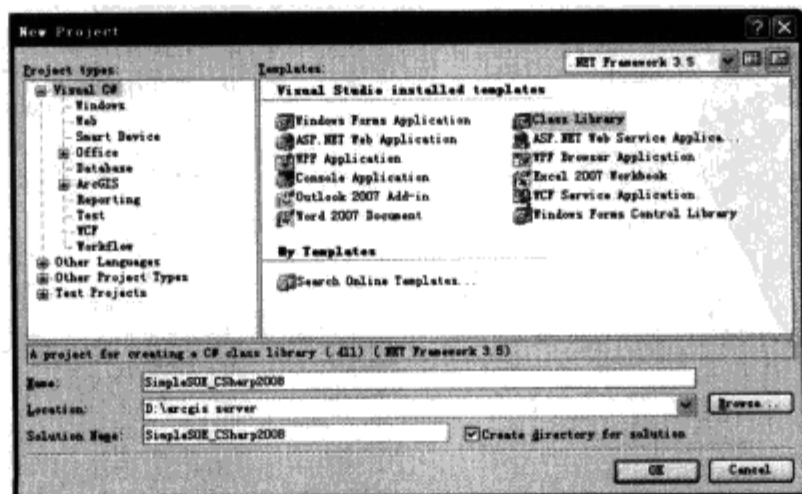 New Project
Project types:
Templates:
.NET Framework 3.5
Visual C#
Windows
Web
Smart Device
Office
Database
ArcGIS
Reporting
Test
WCF
Workflow
Other Languages
Other Project Types
Test Projects
Visual Studio installed templates
Windows Forms Application
Class Library
ASP.NET Web Application
ASP.NET Web Service Applica...
WPF Application
WPF Browser Application
Console Application
Excel 2007 Workbook
Outlook 2007 Add-in
WCF Service Application
Word 2007 Document
Windows Forms Control Library
My Templates
Search Online Templates...
A project for creating a C# class library (.dll) (.NET Framework 3.5)
Name:
SimpleSOE_CSharp2008
Location:
D:\arcgis server
Browse...
Solution Name:
SimpleSOE_CSharp2008
Create directory for solution
OK
Cancel